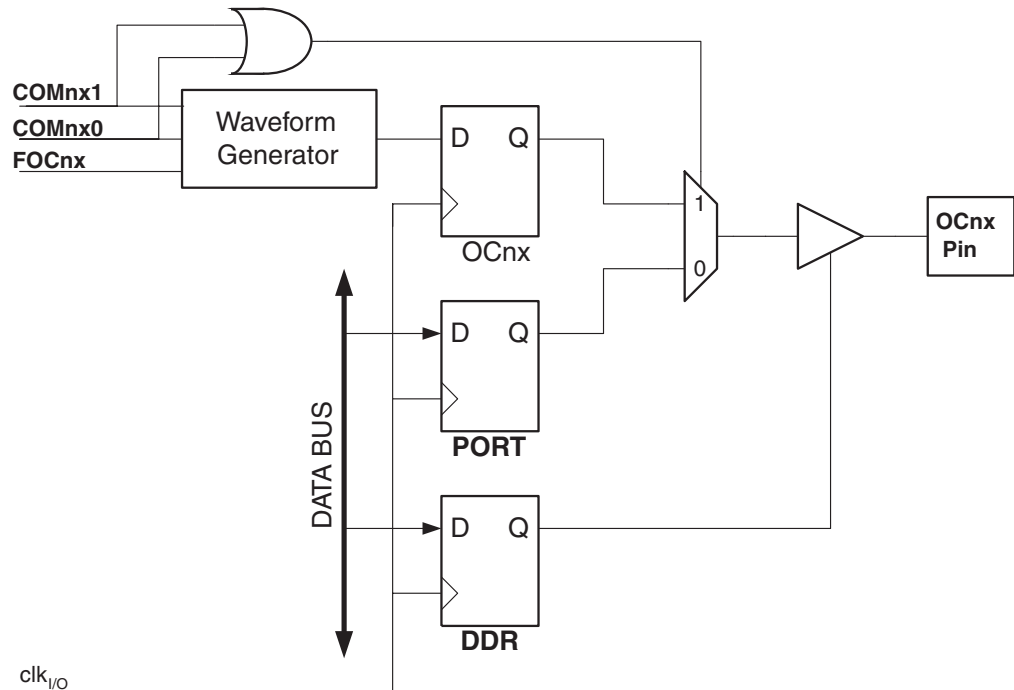 COMnx1
COMnx0
FOCnx
Waveform
Generator
D Q
OCnx
1
0
OCnx
Pin
D Q
PORT
D Q
DDR
DATA BUS
clkI/O